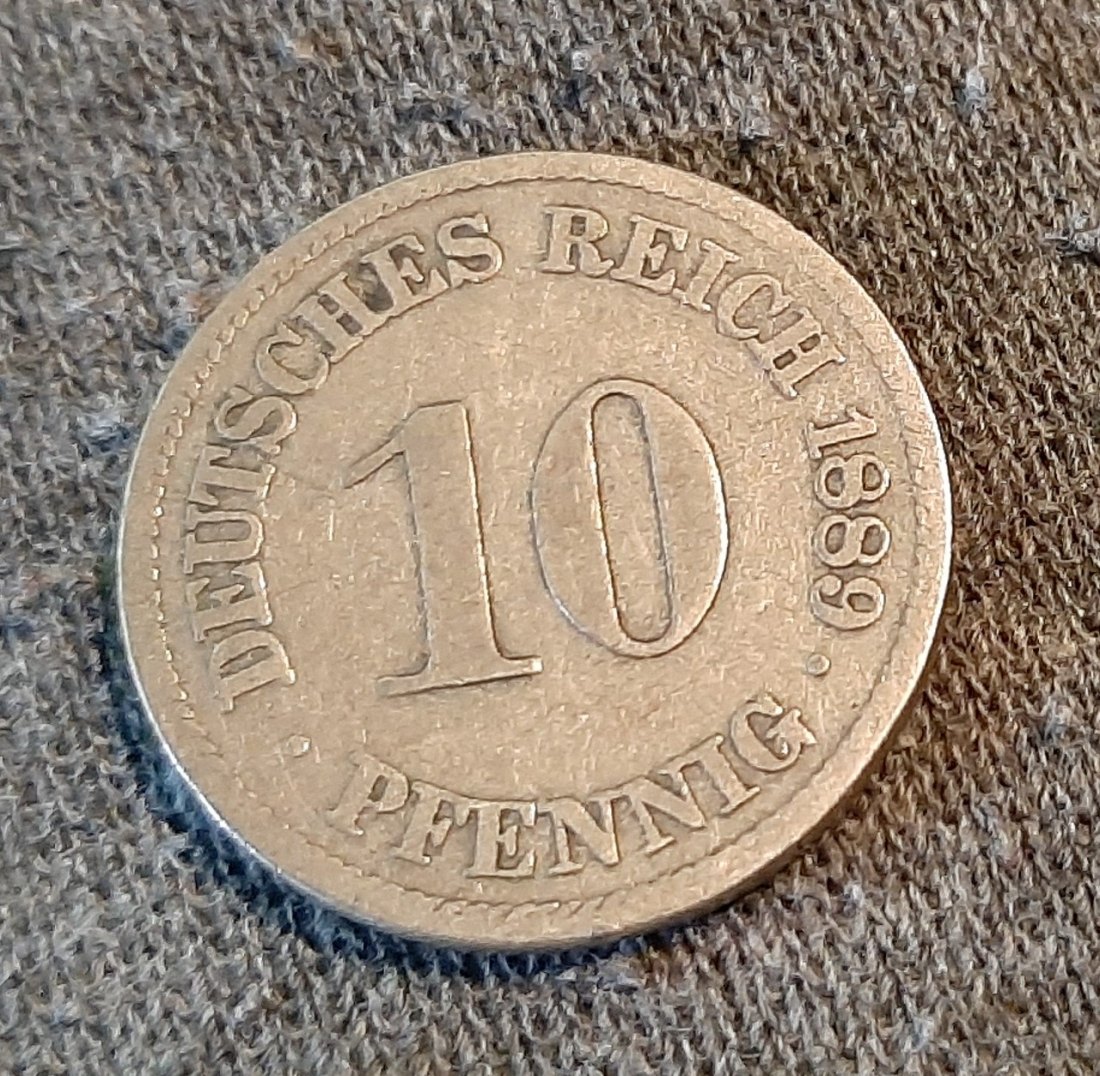 DEUTSCHES REICH 1889
10
• PFENNIG •